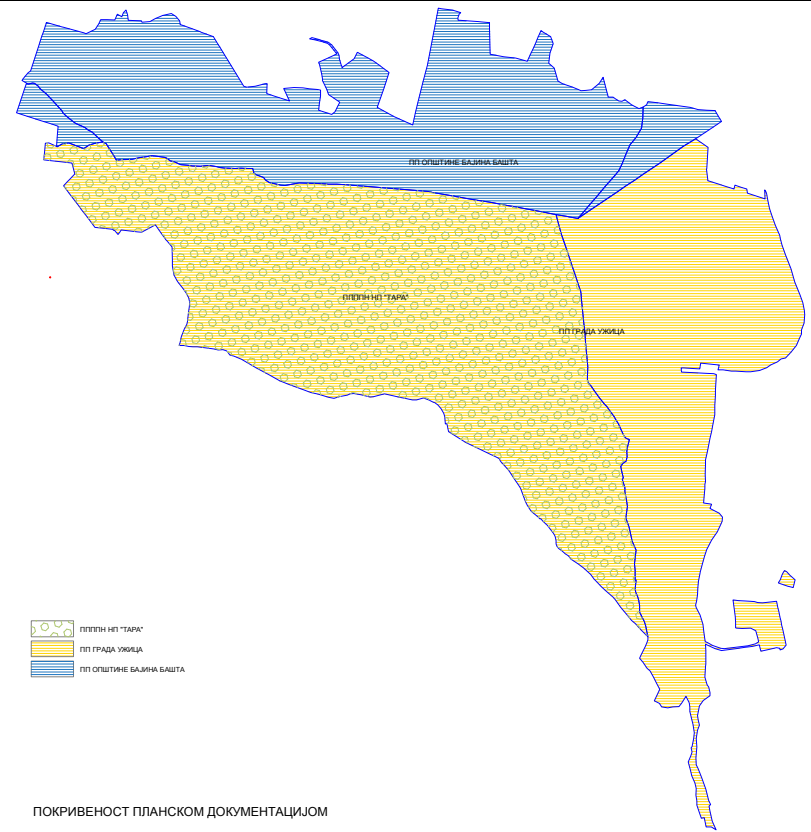 ПП ОПШТИНЕ БАЈИНА БАШТА
ПППН НП "ТАРА"
ПП ГРАДА УЖИЦА
ПППН НП "ТАРА"
ПП ГРАДА УЖИЦА
ПП ОПШТИНЕ БАЈИНА БАШТА
ПОКРИВЕНОСТ ПЛАНСКОМ ДОКУМЕНТАЦИЈОМ